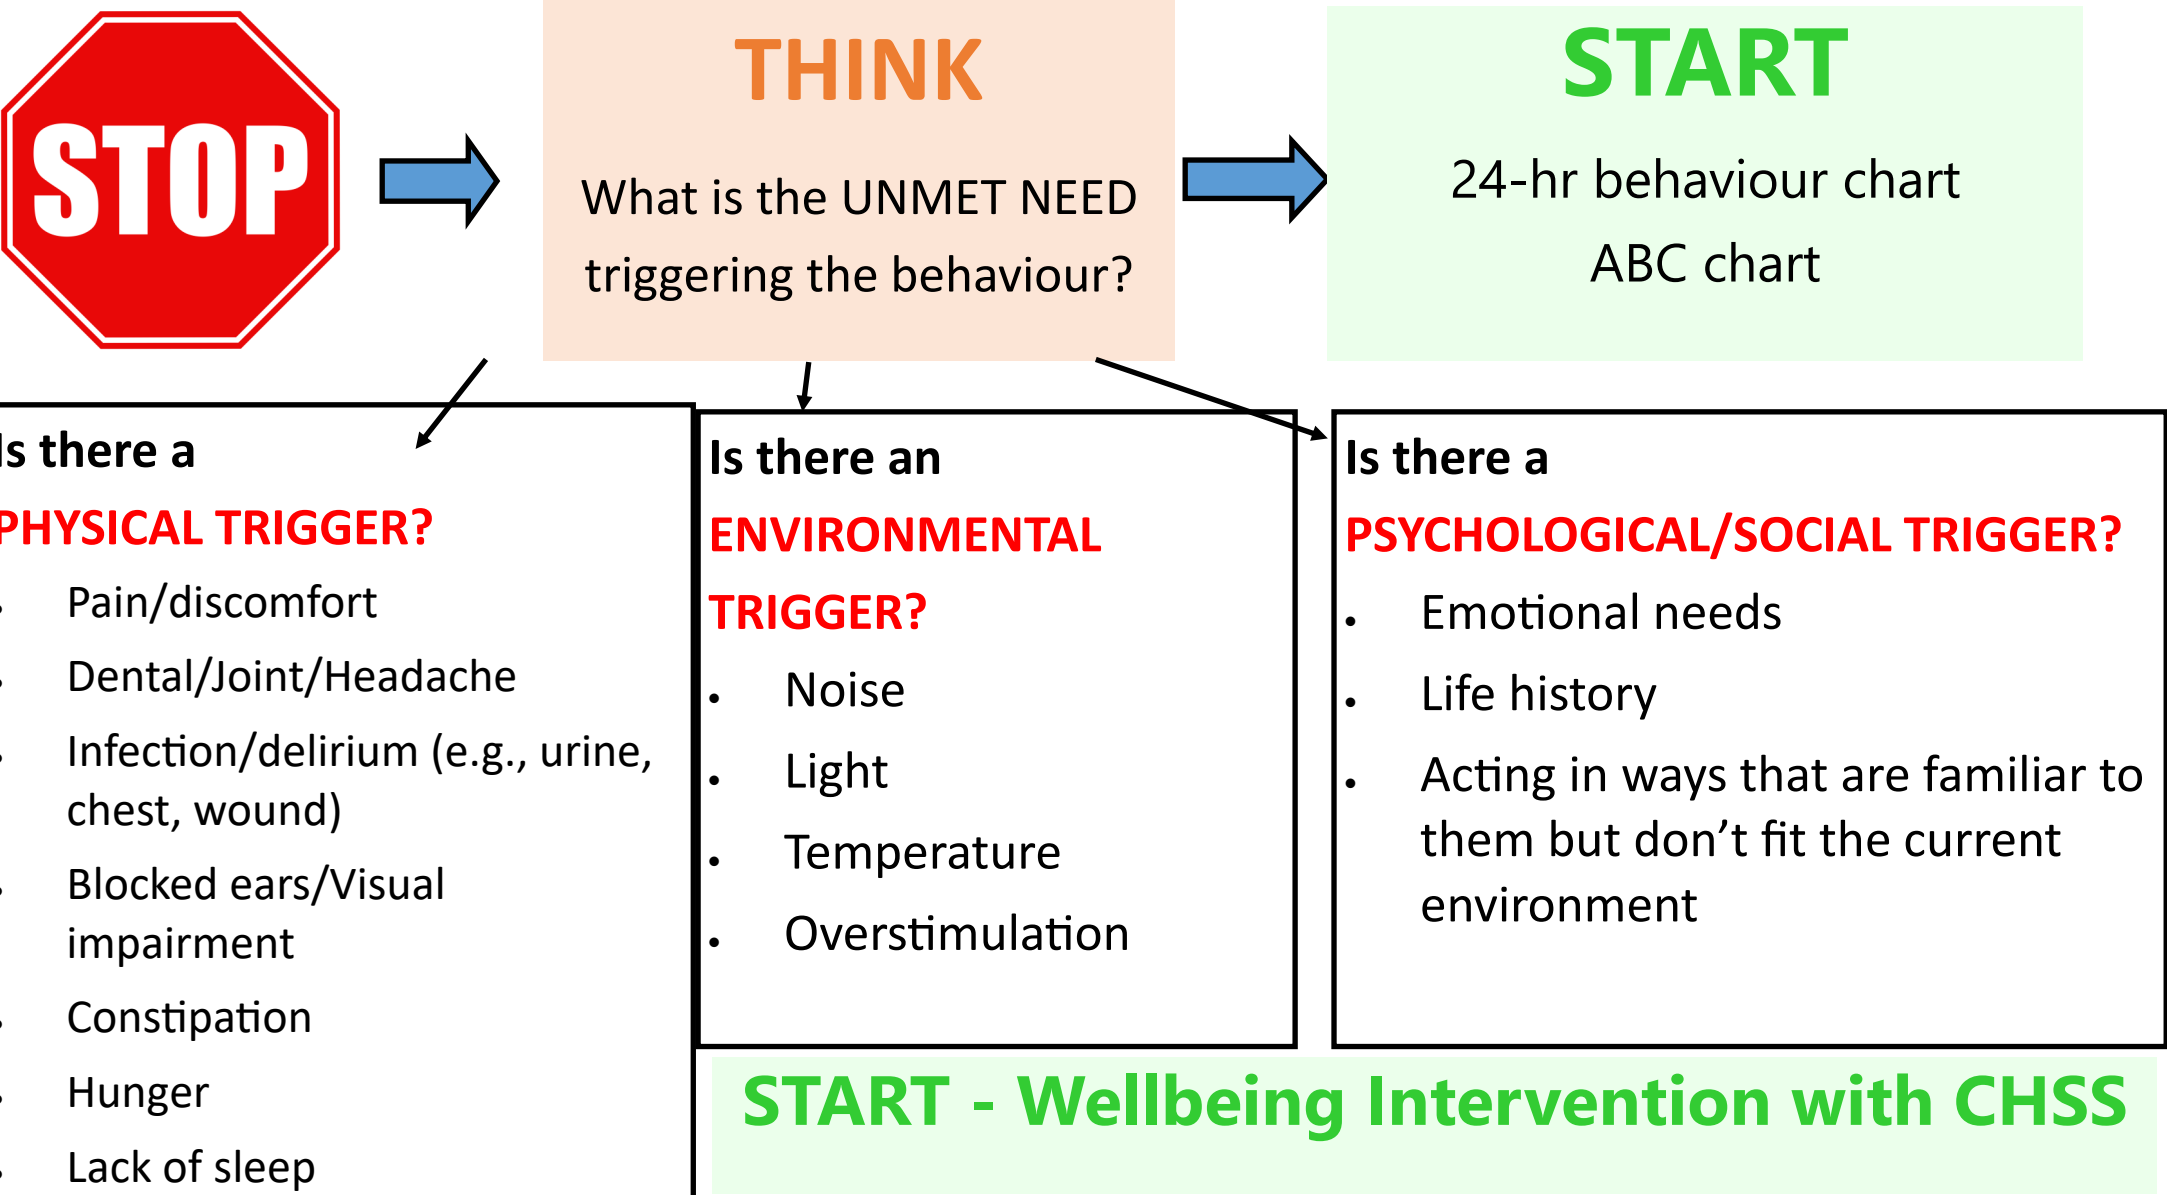 STOP
THINK
What is the UNMET NEED
triggering the behaviour?
START
24-hr behaviour chart
ABC chart
Is there a
PHYSICAL TRIGGER?
• Pain/discomfort
• Dental/Joint/Headache
• Infection/delirium (e.g., urine,
chest, wound)
• Blocked ears/Visual
impairment
• Constipation
• Hunger
• Lack of sleep
Is there an
ENVIRONMENTAL
TRIGGER?
• Noise
• Light
• Temperature
• Overstimulation
Is there a
PSYCHOLOGICAL/SOCIAL TRIGGER?
• Emotional needs
• Life history
• Acting in ways that are familiar to
them but don’t fit the current
environment
START - Wellbeing Intervention with CHSS